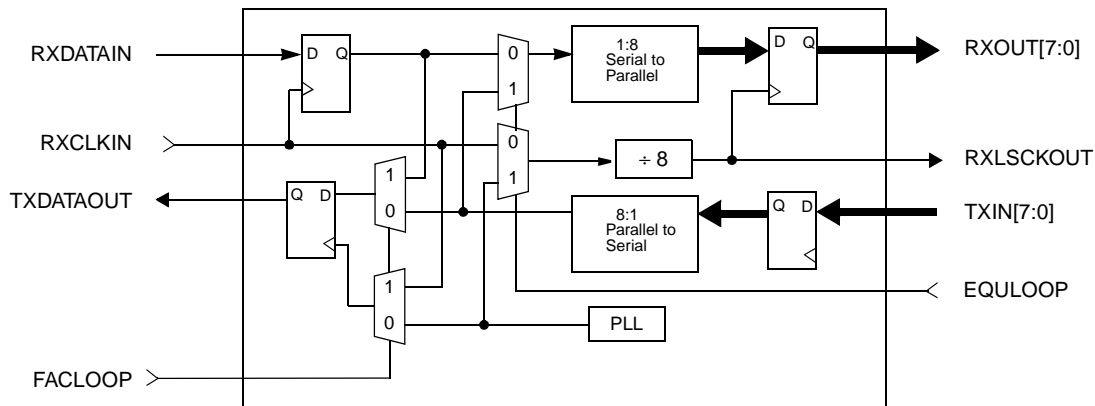 RXDATAIN
D Q
0
1
1:8
Serial to
Parallel
D Q
RXOUT[7:0]
RXCLKIN
0
1
÷ 8
RXLSCKOUT
TXDATAOUT
Q D
1
0
8:1
Parallel to
Serial
Q D
TXIN[7:0]
1
0
PLL
EQULOOP
FACLOOP